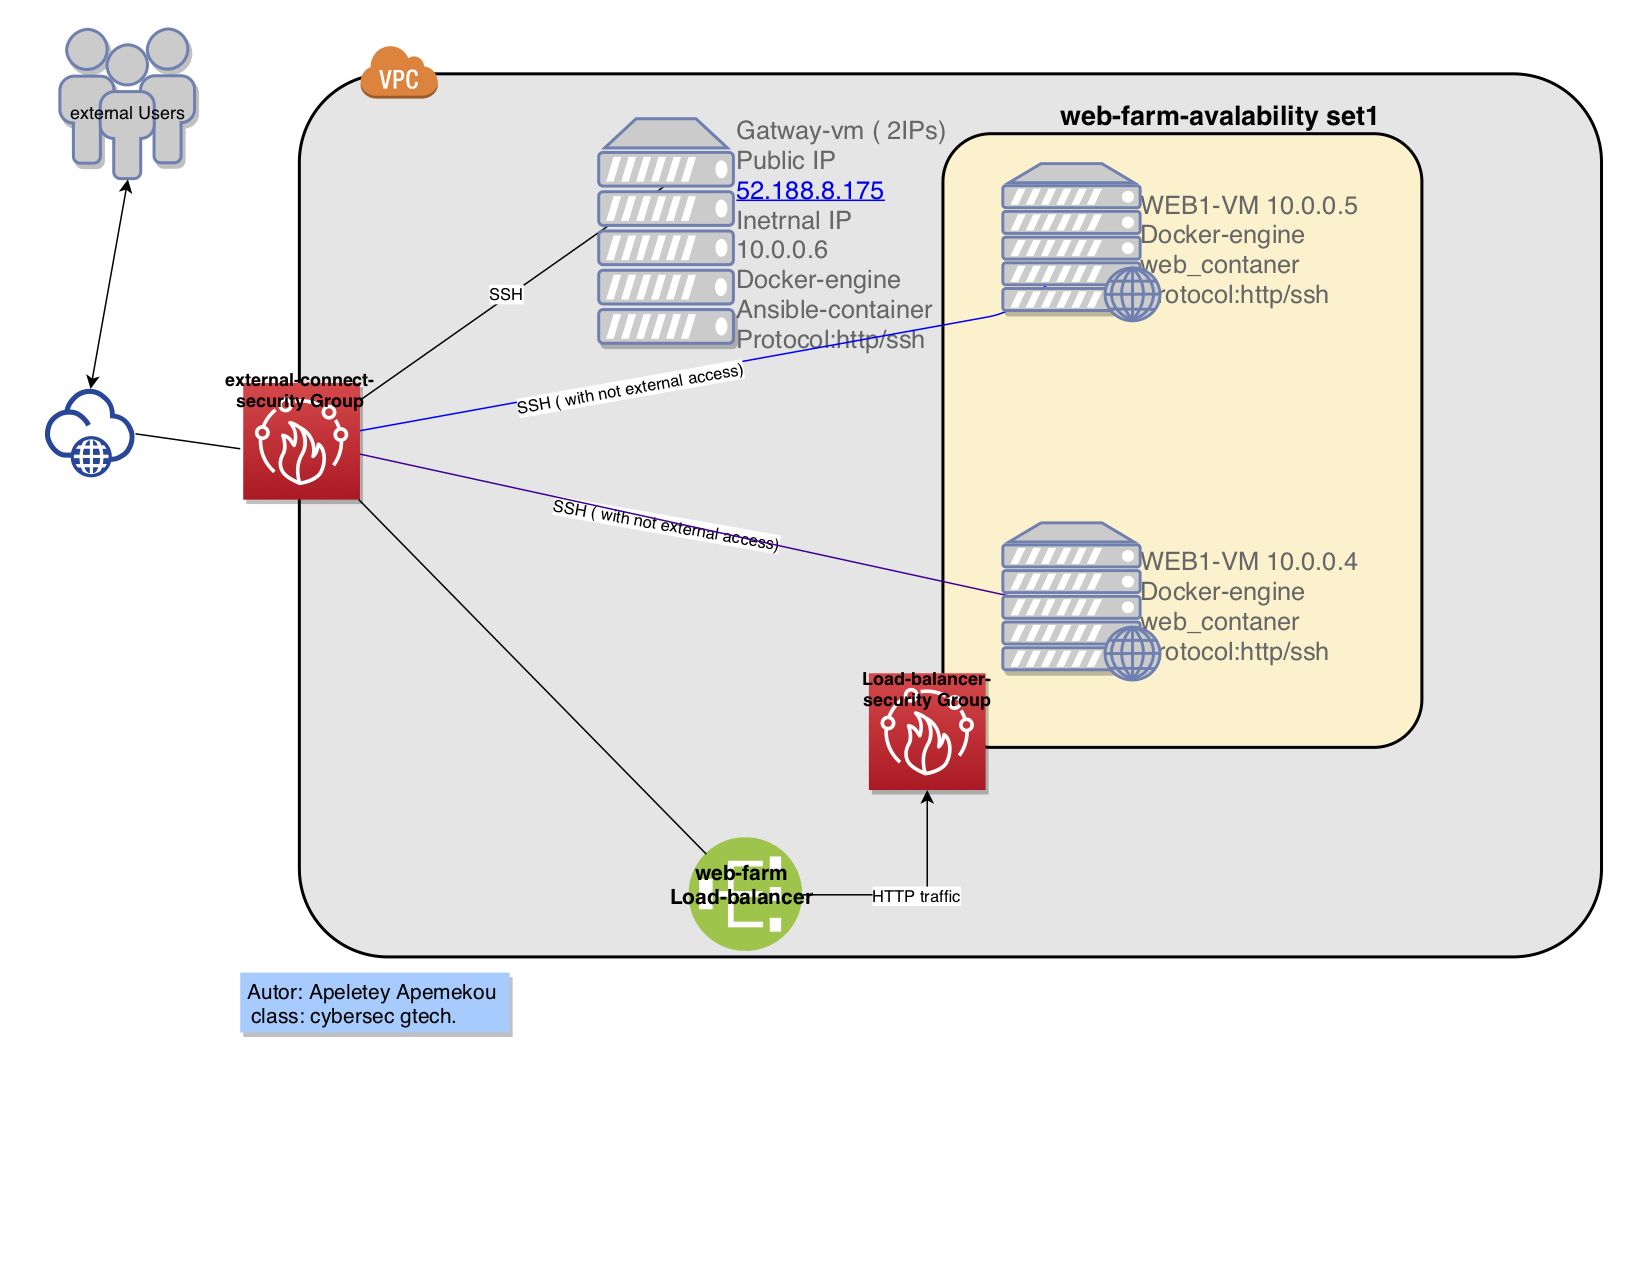 external Users
VPC
web-farm-avalability set1
Gatway-vm ( 2IPs)
Public IP
52.188.8.175
Inetrnal IP
10.0.0.6
Docker-engine
Ansible-container
Protocol:http/ssh
WEB1-VM 10.0.0.5
Docker-engine
web_contaner
rotocol:http/ssh
SSH
external-connect-
security Group
SSH ( with not external access)
SSH ( with not external access)
WEB1-VM 10.0.0.4
Docker-engine
web_contaner
rotocol:http/ssh
Load-balancer-
security Group
web-farm
Load-balancer
HTTP traffic
Autor: Apeletey Apemekou
class: cybersec gtech.